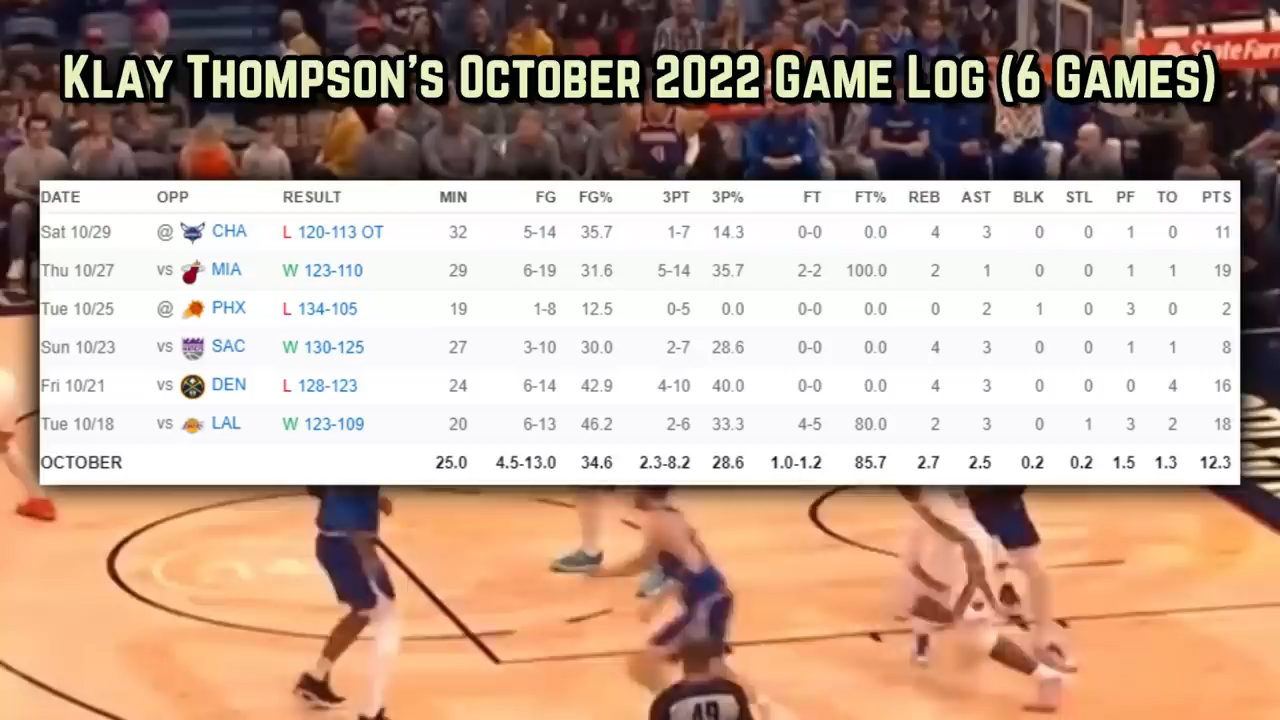 KLAY THOMPSON'S OCTOBER 2022 GAME LOG (6 GAMES)
State Farm
DATE OPP RESULT MIN FG FG% 3PT 3P% FT FT% REB AST BLK STL PF TO PTS
Sat 10/29 @ CHA L 120-113 OT 32 5-14 35.7 1-7 14.3 0-0 0.0 4 3 0 0 1 0 11
Thu 10/27 vs MIA W 123-110 29 6-19 31.6 5-14 35.7 2-2 100.0 2 1 0 0 1 1 19
Tue 10/25 @ PHX L 134-105 19 1-8 12.5 0-5 0.0 0-0 0.0 0 2 1 0 3 0 2
Sun 10/23 vs SAC W 130-125 27 3-10 30.0 2-7 28.6 0-0 0.0 4 3 0 0 1 1 8
Fri 10/21 vs DEN L 128-123 24 6-14 42.9 4-10 40.0 0-0 0.0 4 3 0 0 0 4 16
Tue 10/18 vs LAL W 123-109 20 6-13 46.2 2-6 33.3 4-5 80.0 2 3 0 1 3 2 18
OCTOBER 25.0 4.5-13.0 34.6 2.3-8.2 28.6 1.0-1.2 85.7 2.7 2.5 0.2 0.2 1.5 1.3 12.3
49